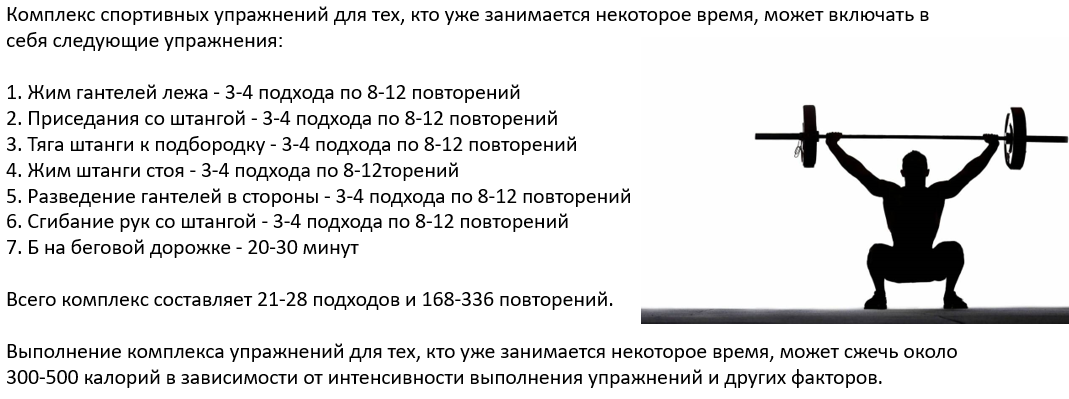 Комплекс спортивных упражнений для тех, кто уже занимается некоторое время, может включать в
себя следующие упражнения:
1. Жим гантелей лежа - 3-4 подхода по 8-12 повторений
2. Приседания со штангой - 3-4 подхода по 8-12 повторений
3. Тяга штанги к подбородку - 3-4 подхода по 8-12 повторений
4. Жим штанги стоя - 3-4 подхода по 8-12торений
5. Разведение гантелей в стороны - 3-4 подхода по 8-12 повторений
6. Сгибание рук со штангой - 3-4 подхода по 8-12 повторений
7. Б на беговой дорожке - 20-30 минут
Всего комплекс составляет 21-28 подходов и 168-336 повторений.
Выполнение комплекса упражнений для тех, кто уже занимается некоторое время, может сжечь около
300-500 калорий в зависимости от интенсивности выполнения упражнений и других факторов.